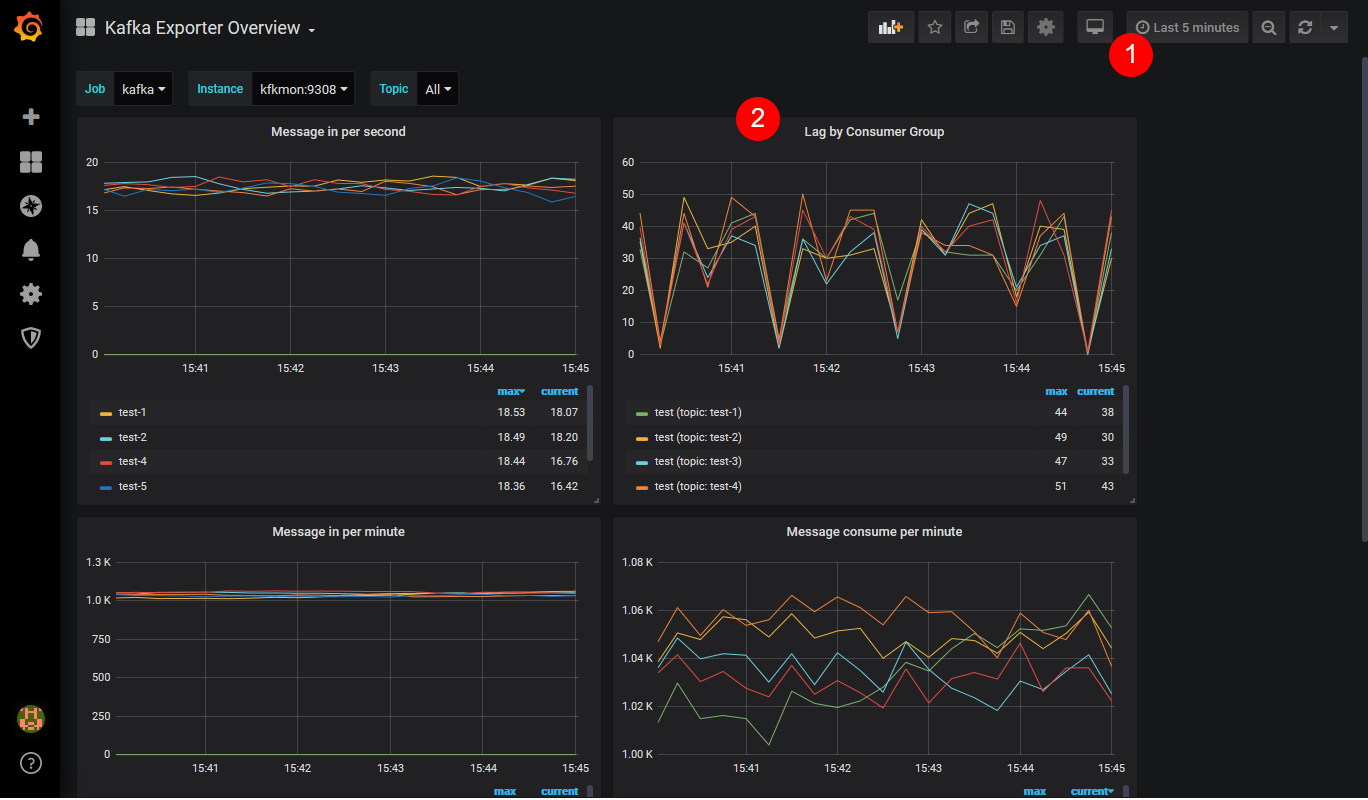 Kafka Exporter Overview
Last 5 minutes
1
Job kafka Instance kfkmon:9308 Topic All
2
Message in per second
20
15
10
5
0
15:41 15:42 15:43 15:44 15:45
max current
test-1 18.53 18.07
test-2 18.49 18.20
test-4 18.44 16.76
test-5 18.36 16.42
Lag by Consumer Group
60
50
40
30
20
10
0
15:41 15:42 15:43 15:44 15:45
max current
test (topic: test-1) 44 38
test (topic: test-2) 49 30
test (topic: test-3) 47 33
test (topic: test-4) 51 43
Message in per minute
1.3 K
1.0 K
750
500
250
0
15:41 15:42 15:43 15:44 15:45
max current
Message consume per minute
1.08 K
1.06 K
1.04 K
1.02 K
1.00 K
15:41 15:42 15:43 15:44 15:45
max current